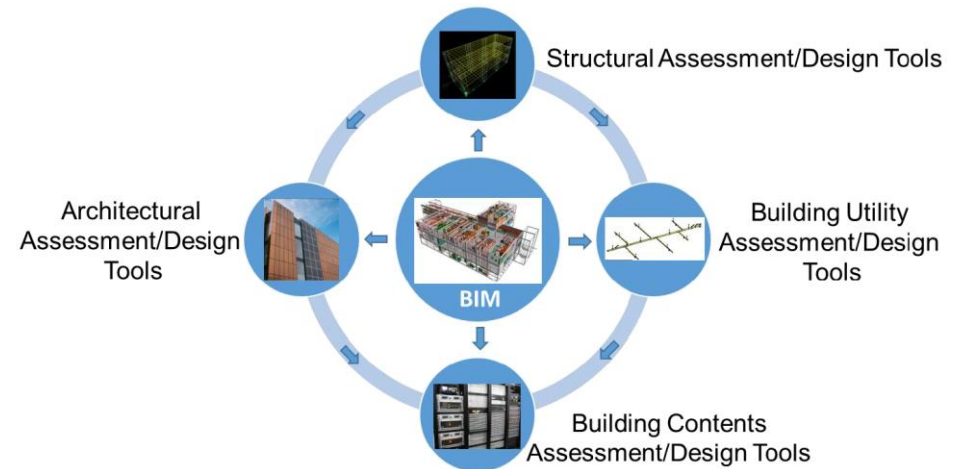 Structural Assessment/Design Tools
Architectural
Assessment/Design
Tools
BIM
Building Utility
Assessment/Design
Tools
Building Contents
Assessment/Design Tools